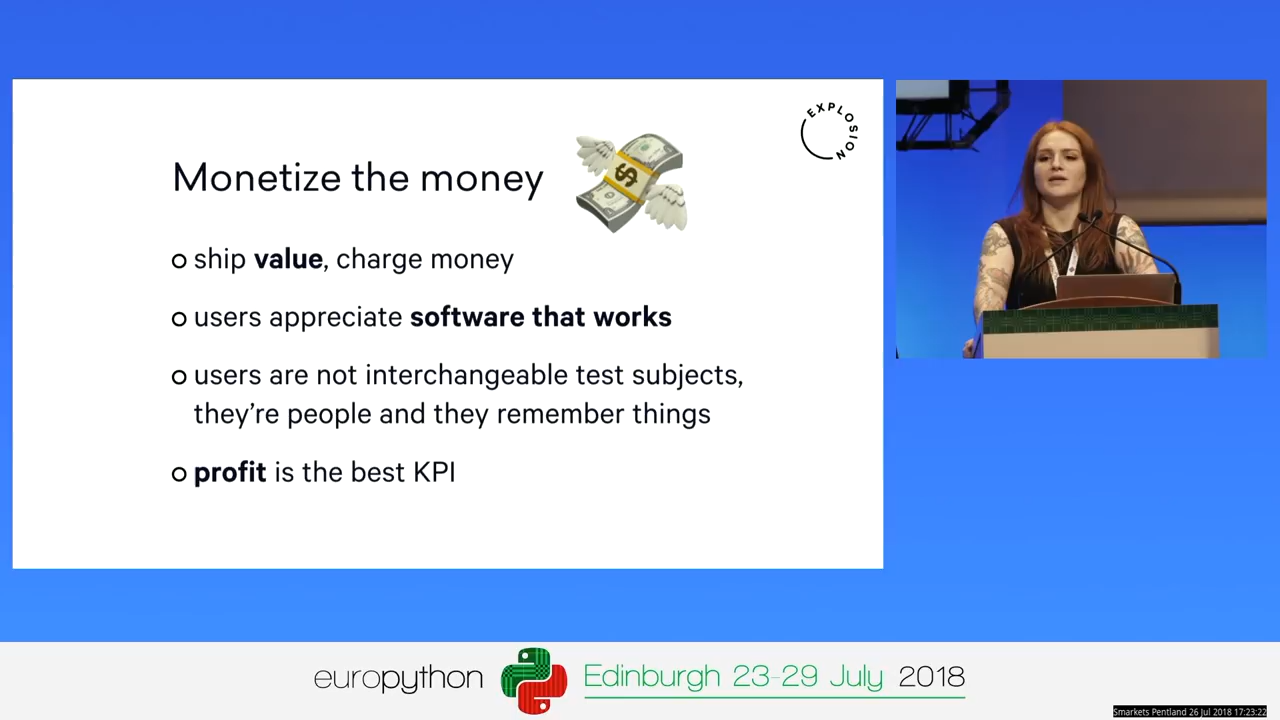 EXPLOSION
Monetize the money
ship value, charge money
users appreciate software that works
users are not interchangeable test subjects,
they're people and they remember things
profit is the best KPI
europython Edinburgh 23-29 July 2018
Smarkets Pentland 26 Jul 2018 17:23:22